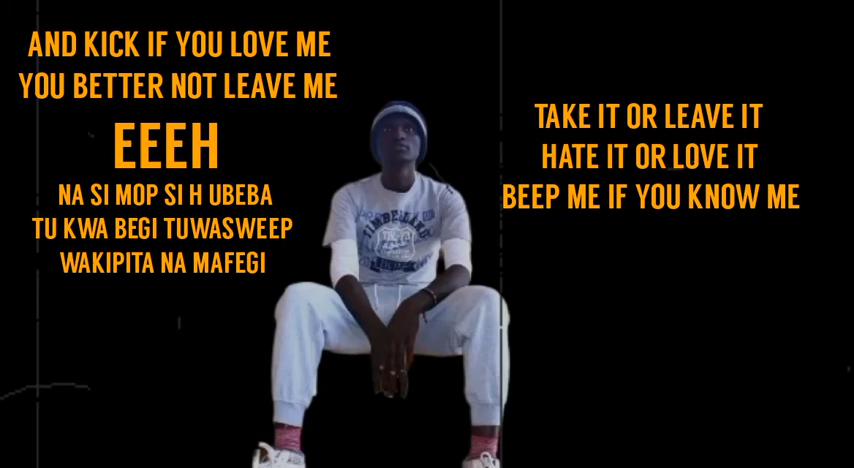 AND KICK IF YOU LOVE ME
YOU BETTER NOT LEAVE ME
EEEH
NA SI MOP SI H UBEBA
TU KWA BEGI TUWASWEEP
WAKIPITA NA MAFEGI
TAKE IT OR LEAVE IT
HATE IT OR LOVE IT
BEEP ME IF YOU KNOW ME
TIMBERLAND